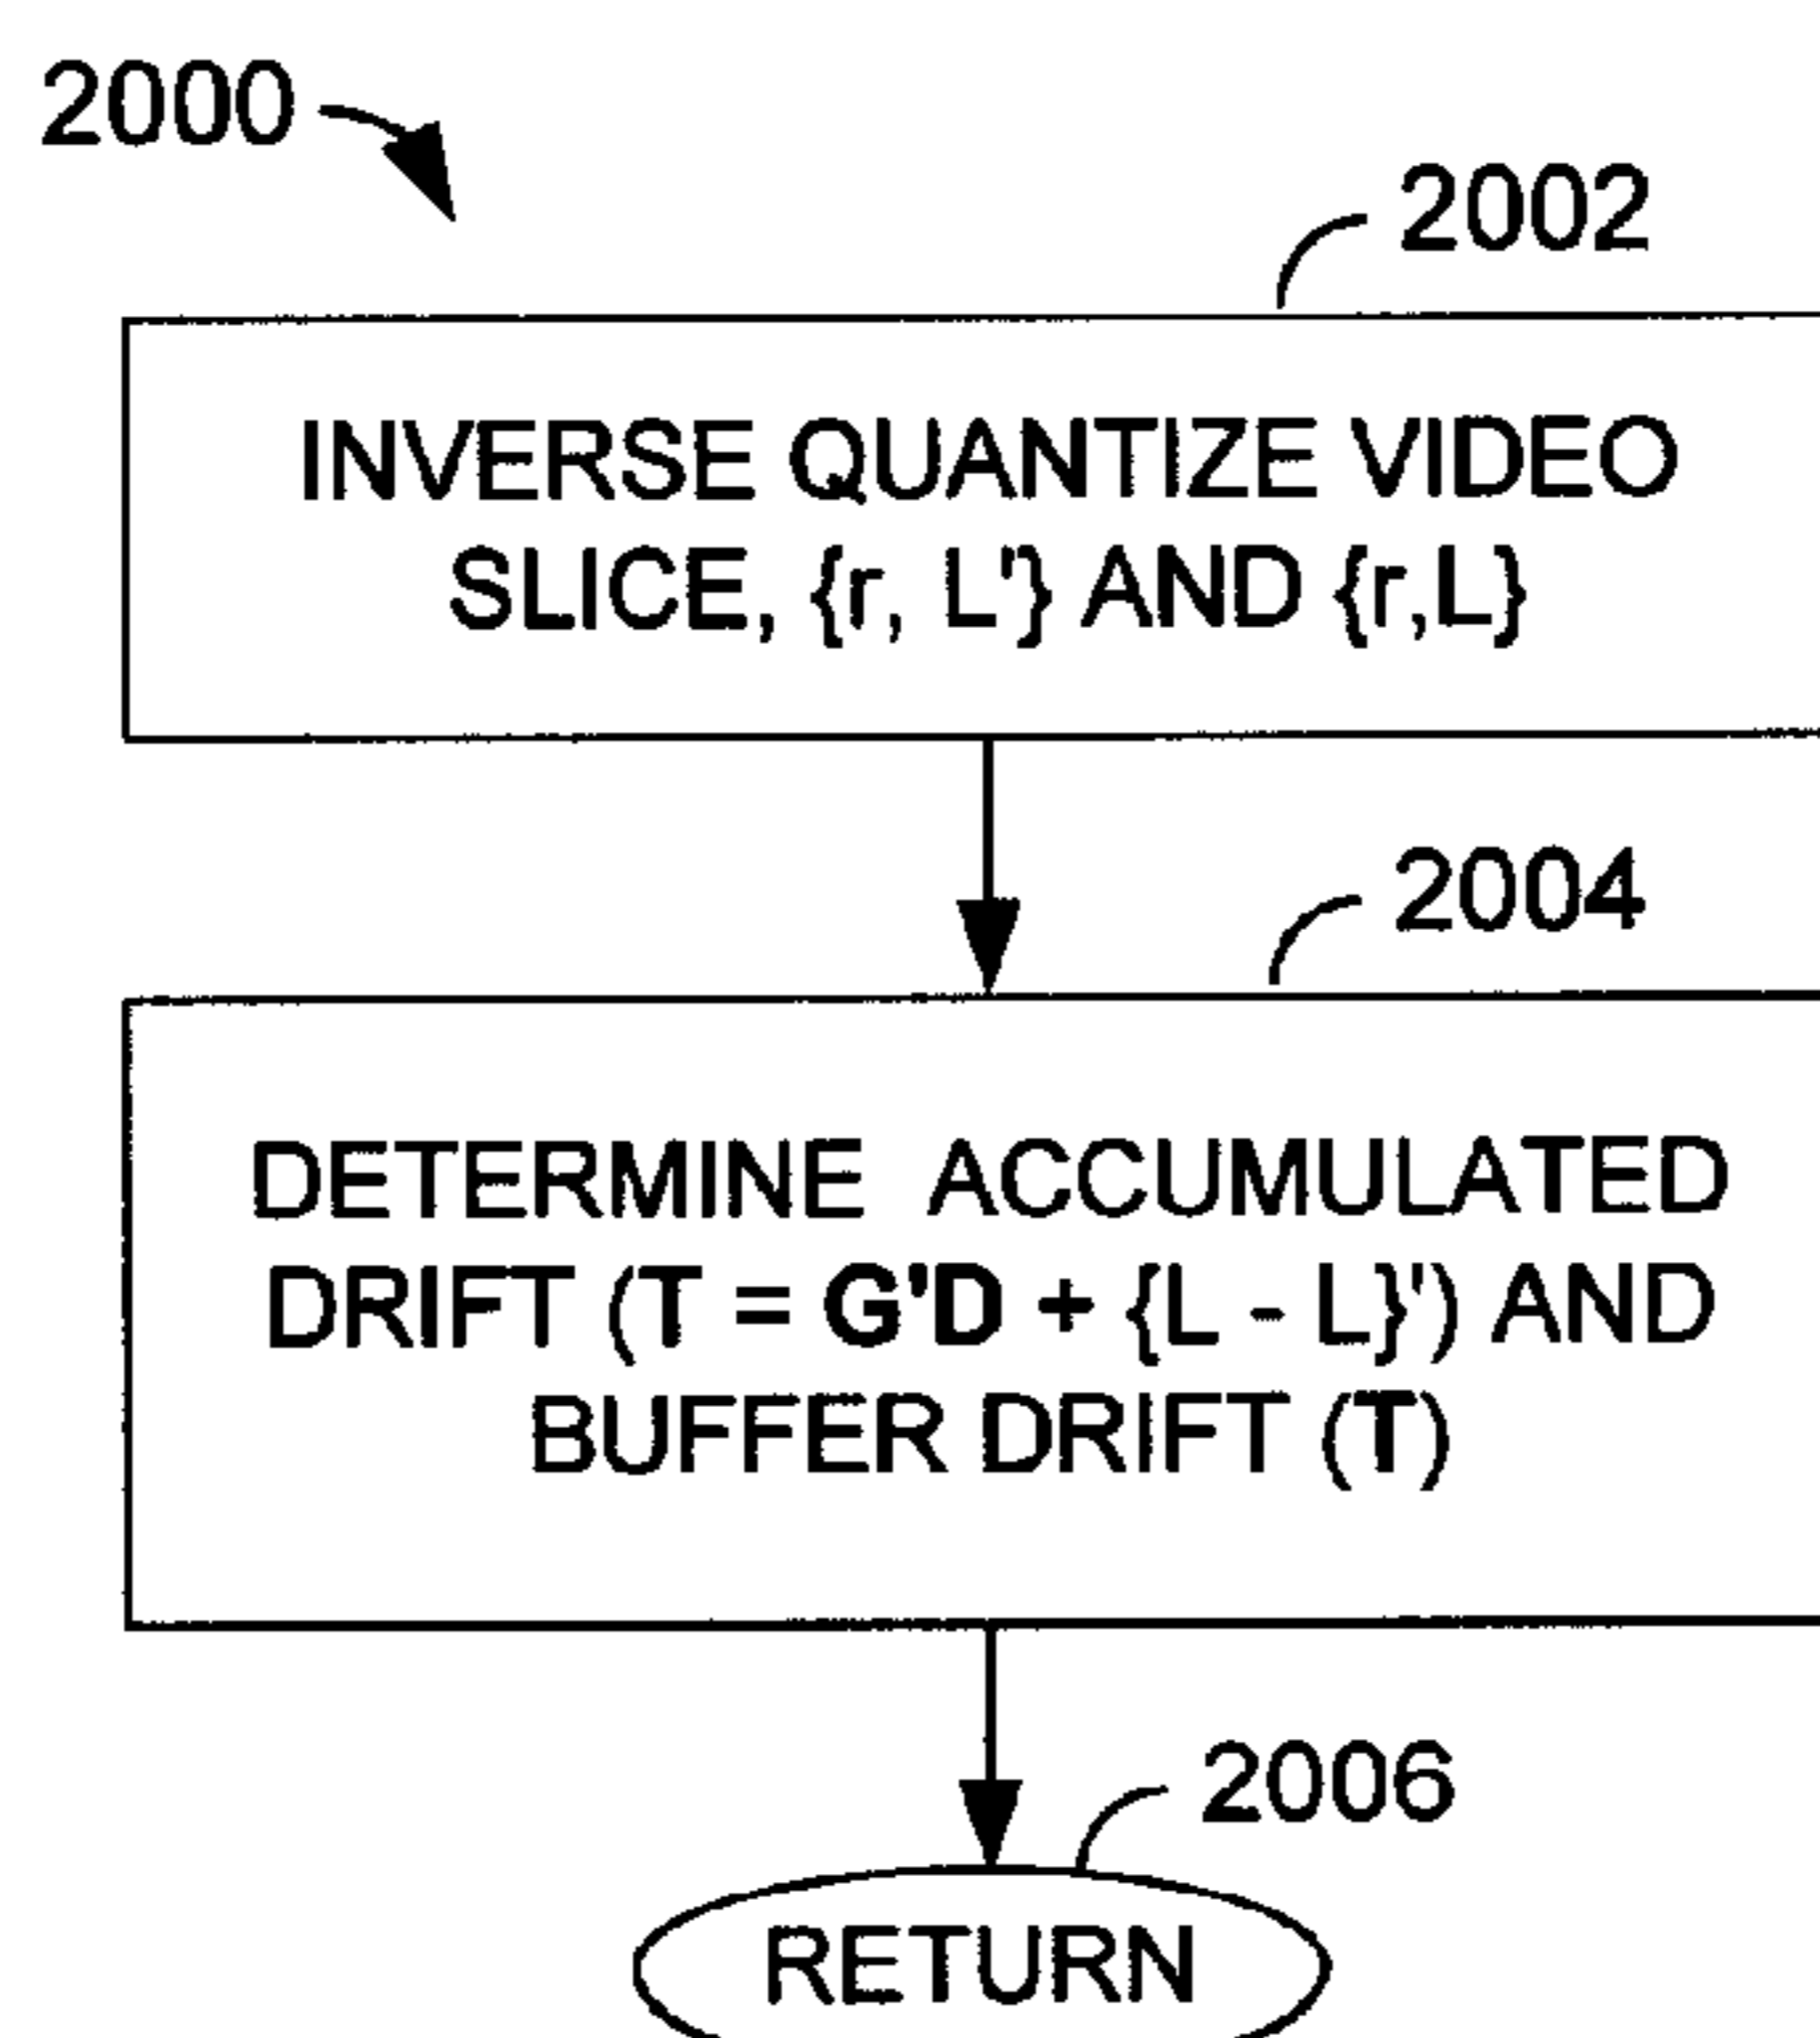 2000
2002
INVERSE QUANTIZE VIDEO
SLICE, {r, L'} AND {r,L}
2004
DETERMINE ACCUMULATED
DRIFT (T = G'D + {L - L}') AND
BUFFER DRIFT (T)
2006
RETURN